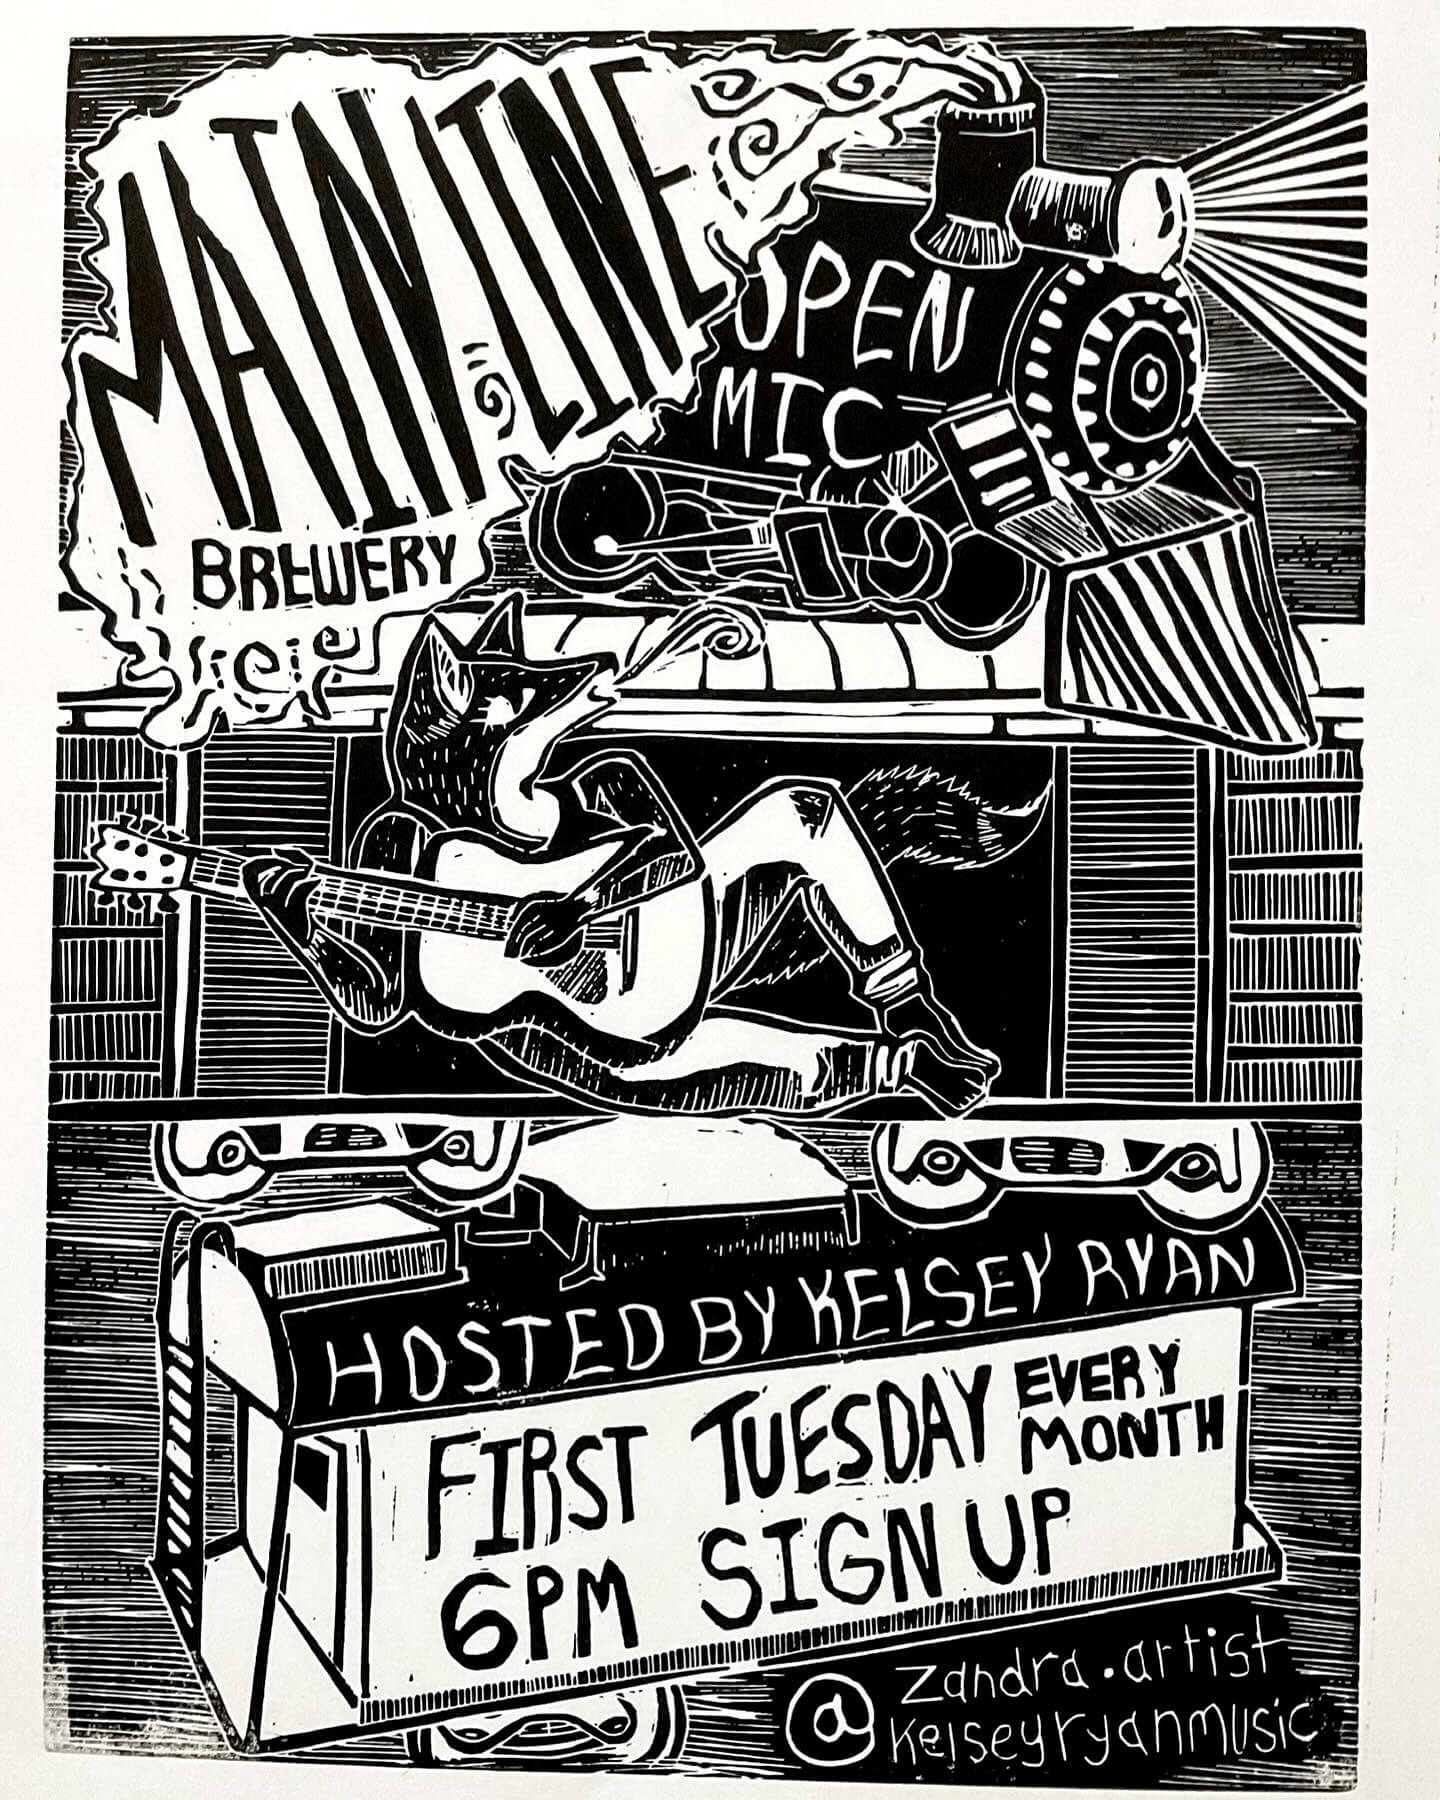 MAINLINE
BREWERY
OPEN
MIC
HOSTED BY KELSEY RYAN
FIRST TUESDAY EVERY MONTH
6PM SIGN UP
@ zandra.artist
kelseyryanmusic